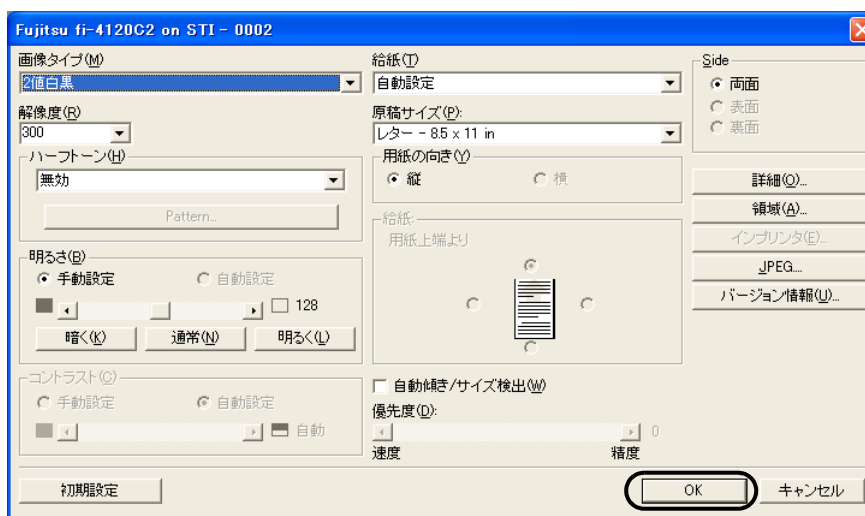 Fujitsu fi-4120C2 on STI - 0002
画像タイプ(M)
2値白黒
解像度(R)
300
ハーフトーン(H)
無効
Pattern...
明るさ(B)
手動設定
自動設定
128
暗く(K)
通常(N)
明るく(L)
コントラスト(C)
手動設定
自動設定
自動
給紙(T)
自動設定
原稿サイズ(P):
レター - 8.5 x 11 in
用紙の向き(Y)
縦
横
給紙:
用紙上端より
自動傾き/サイズ検出(W)
優先度(D):
0
速度
精度
Side
両面
表面
裏面
詳細(O)...
領域(A)...
インプリンタ(E)...
JPEG...
バージョン情報(U)...
初期設定
OK
キャンセル